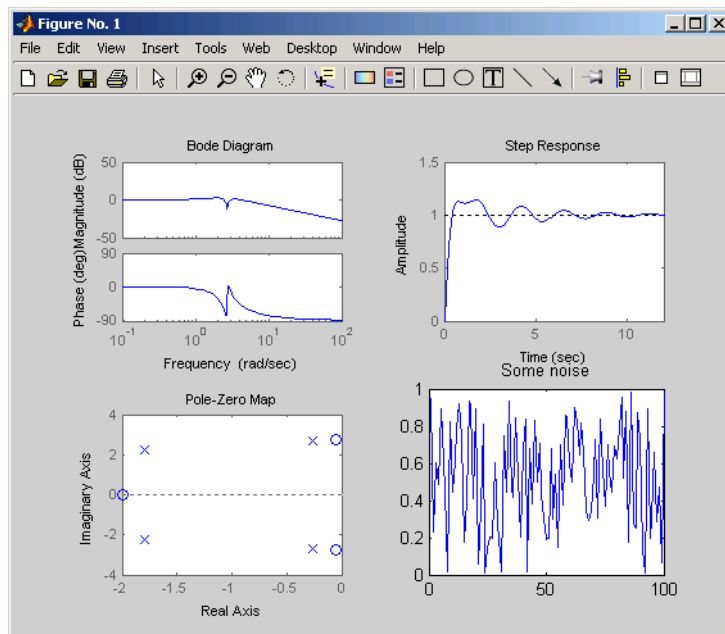 Figure No. 1
File Edit View Insert Tools Web Desktop Window Help
T
Bode Diagram
Magnitude (dB)
50
0
-50
Phase (deg)
90
0
-90
10^-1 10^0 10^1 10^2
Frequency (rad/sec)
Step Response
Amplitude
1.5
1
0.5
0
0 5 10
Time (sec)
Pole-Zero Map
Imaginary Axis
4
2
0
-2
-4
-2 -1.5 -1 -0.5 0
Real Axis
Some noise
1
0.8
0.6
0.4
0.2
0
0 50 100